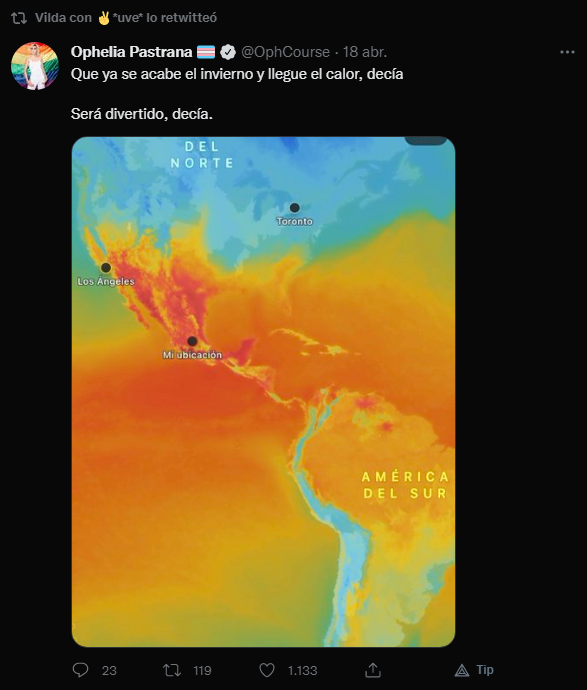 Vilda con ✌️*uve* lo retwitteó
Ophelia Pastrana 🏳️‍⚧️ @OphCourse · 18 abr.
Que ya se acabe el invierno y llegue el calor, decía
Será divertido, decía.
DEL
NORTE
Toronto
Los Ángeles
Mi ubicación
AMÉRICA
DEL SUR
23 119 1.133 Tip